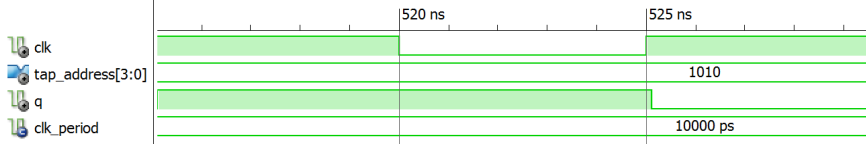 520 ns 525 ns
clk
tap_address[3:0] 1010
q
clk_period 10000 ps